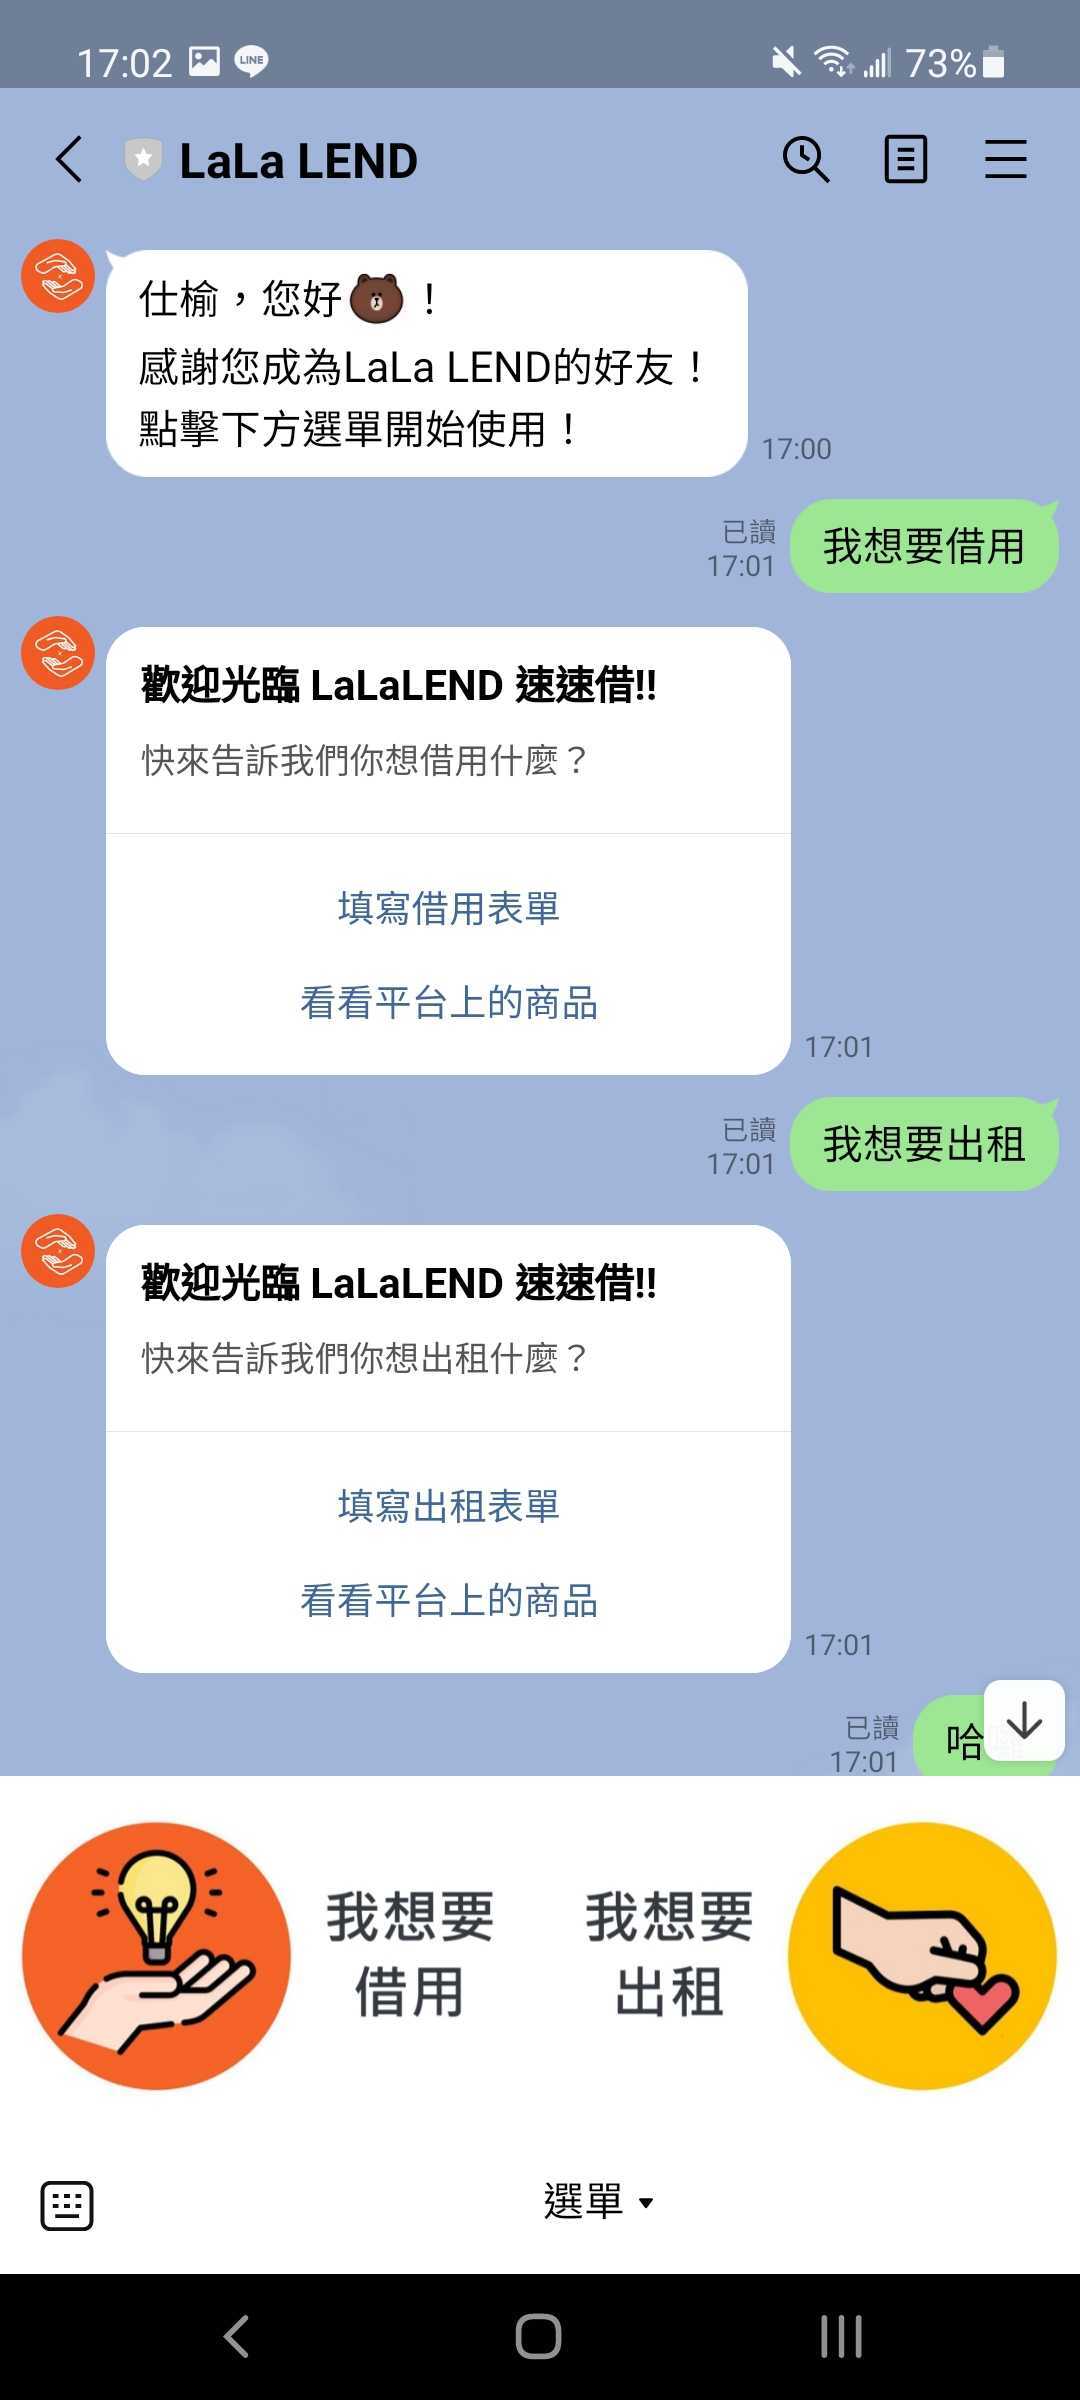 17:02 LINE 73%
LaLa LEND
仕榆，您好！
感謝您成為LaLa LEND的好友！
點擊下方選單開始使用！
17:00
已讀
17:01
我想要借用
歡迎光臨 LaLaLEND 速速借!!
快來告訴我們你想借用什麼？
填寫借用表單
看看平台上的商品
17:01
已讀
17:01
我想要出租
歡迎光臨 LaLaLEND 速速借!!
快來告訴我們你想出租什麼？
填寫出租表單
看看平台上的商品
17:01
已讀
17:01
哈
我想要
借用
我想要
出租
選單